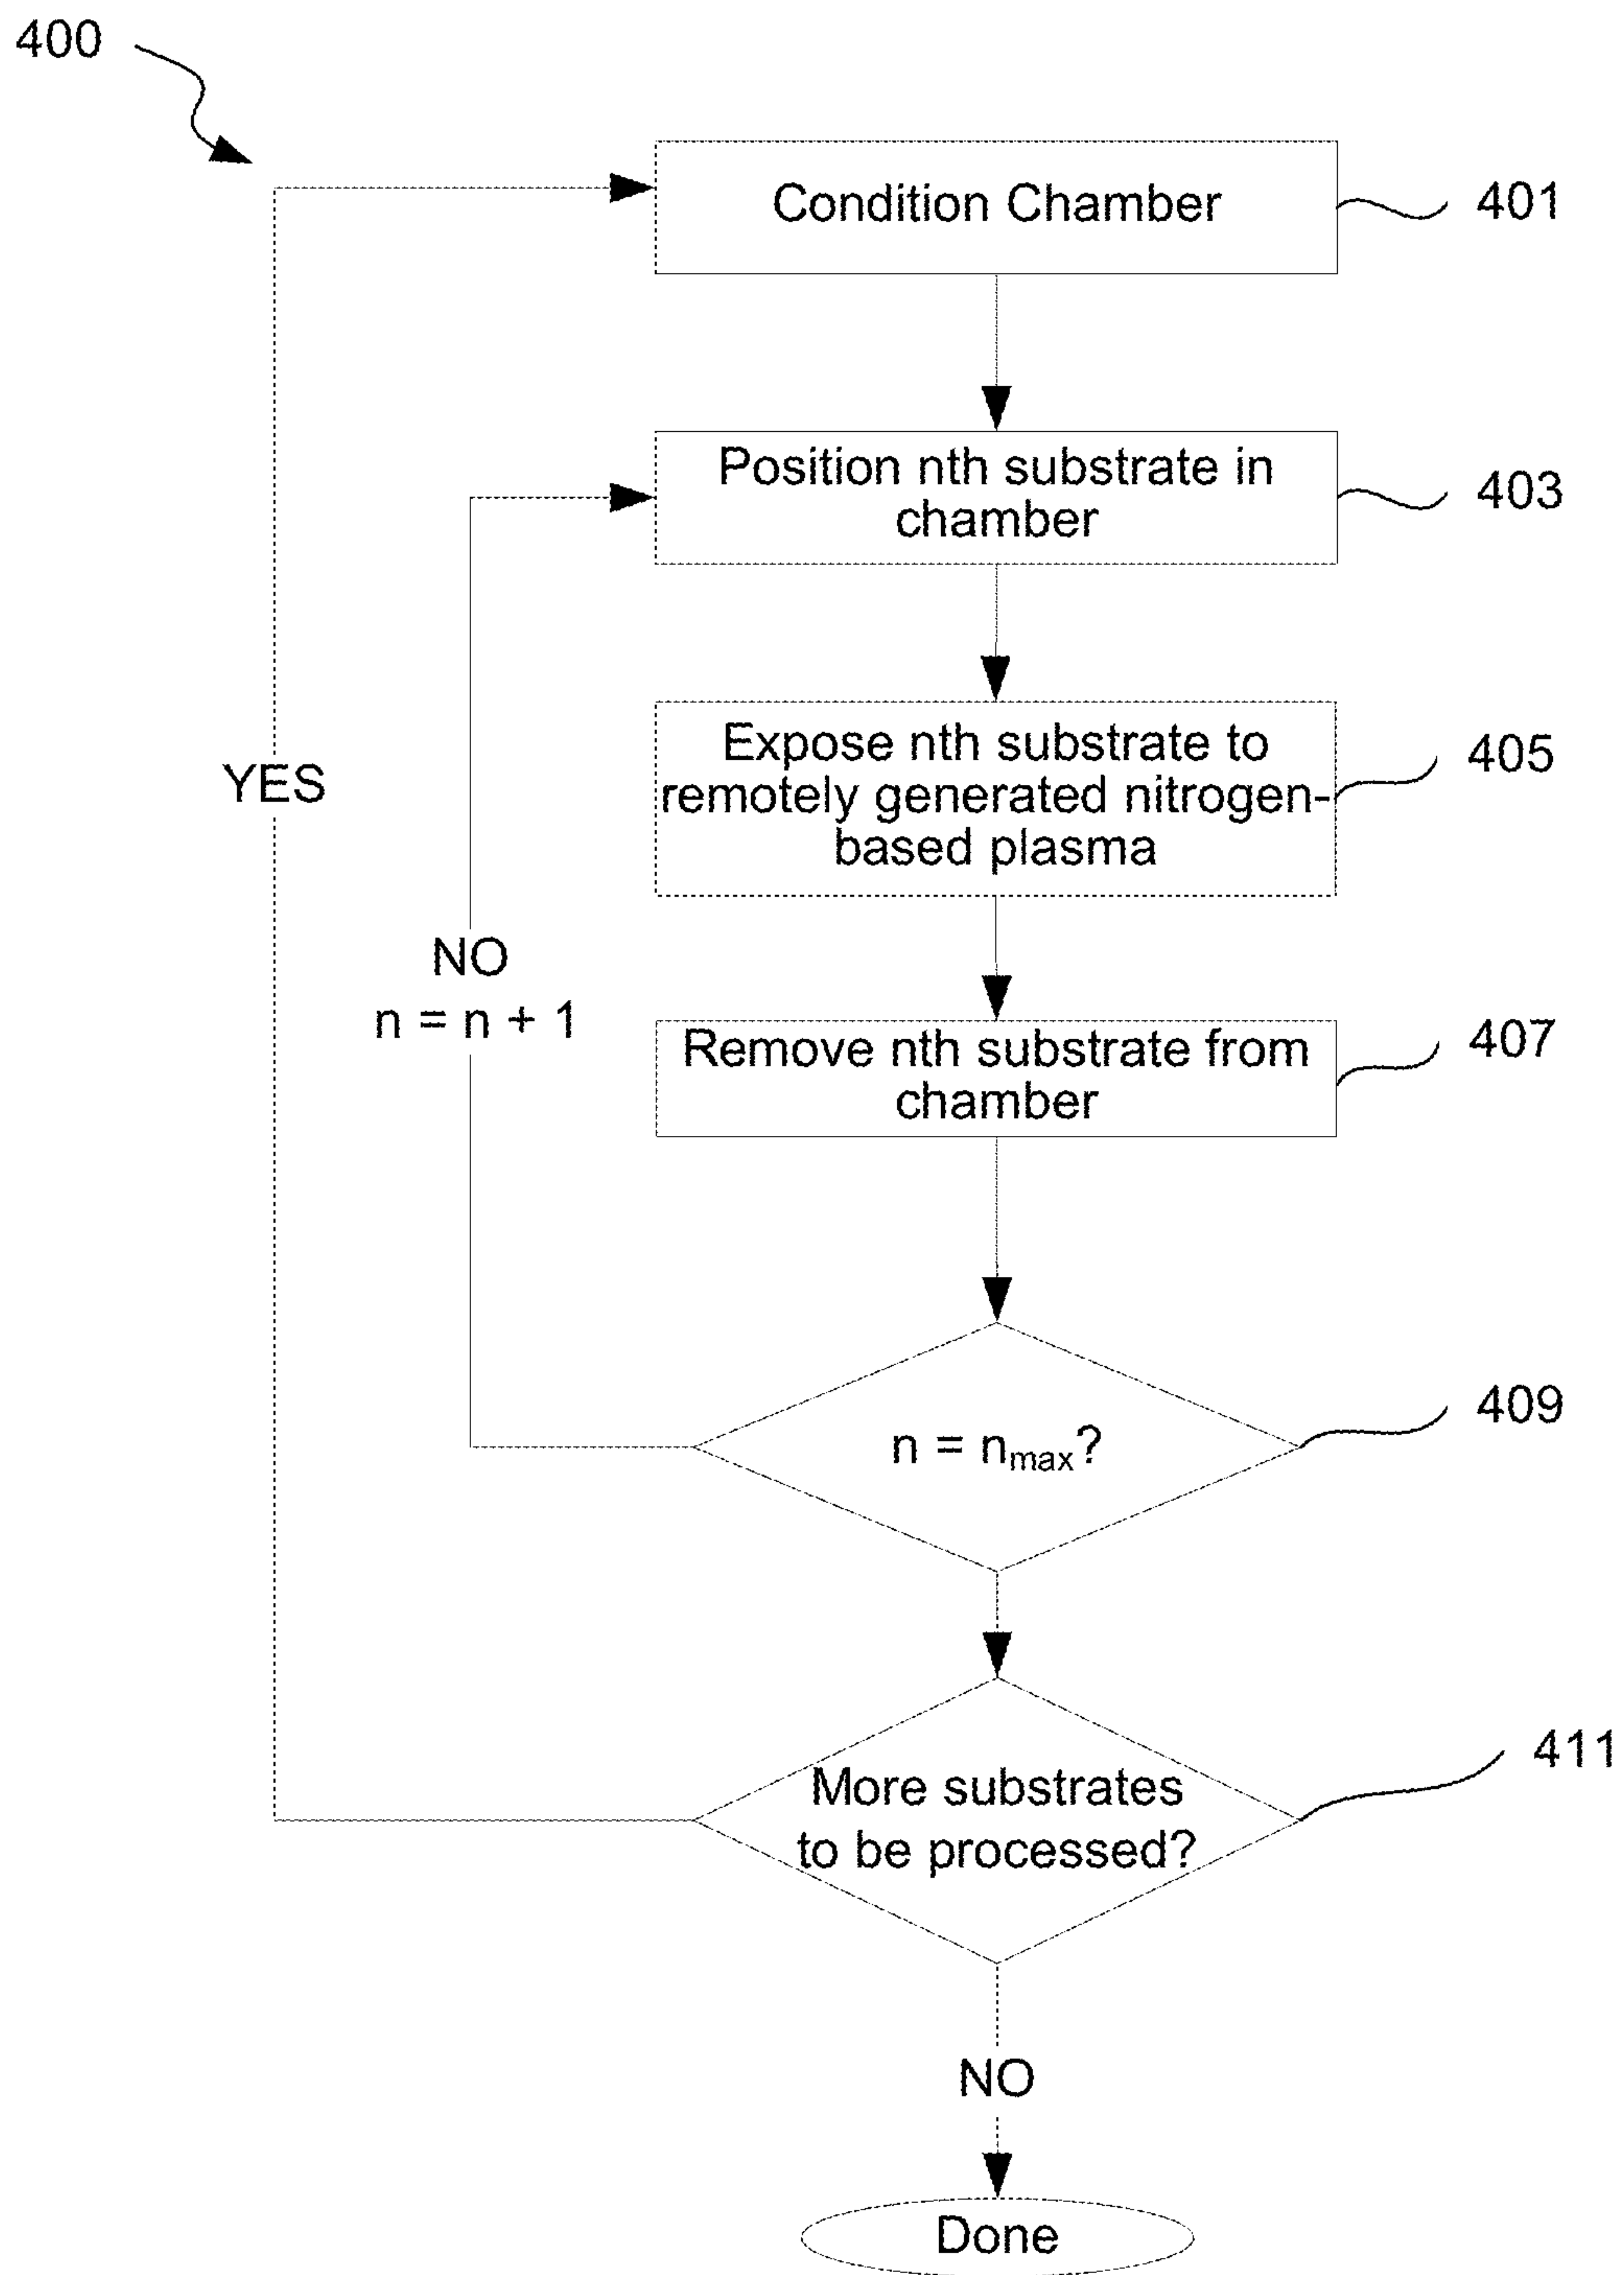 400
Condition Chamber
401
Position nth substrate in
chamber
403
Expose nth substrate to
remotely generated nitrogen-
based plasma
405
YES
NO
n = n + 1
Remove nth substrate from
chamber
407
n = nmax?
409
More substrates
to be processed?
411
NO
Done